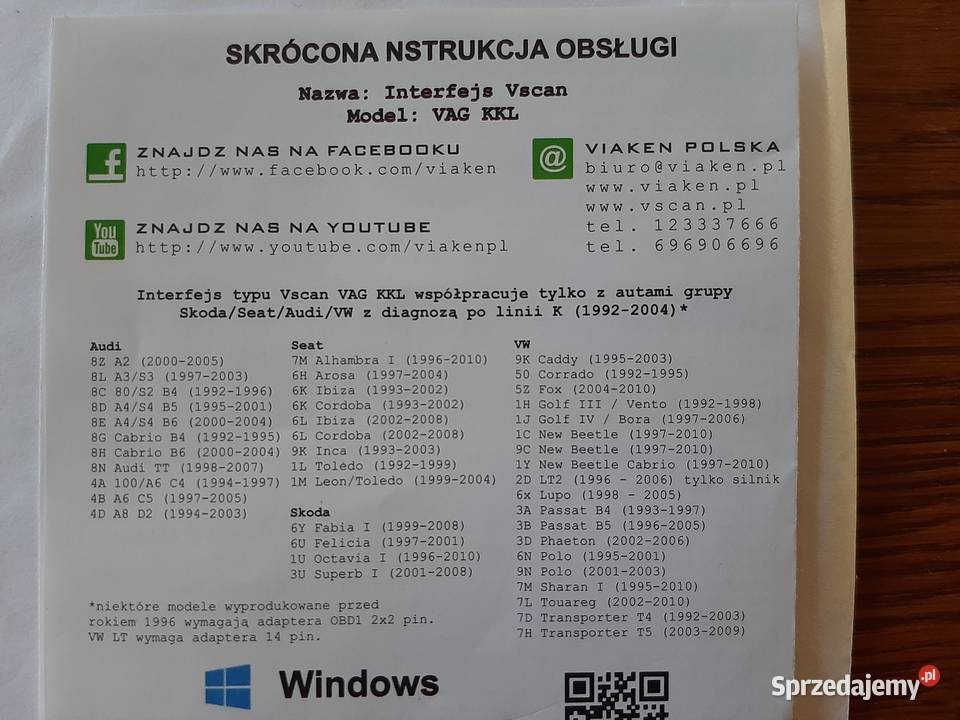 SKRÓCONA NSTRUKCJA OBSŁUGI
Nazwa: Interfejs Vscan
Model: VAG KKL
f
ZNAJDZ NAS NA FACEBOOKU
http://www.facebook.com/viaken
You
Tube
ZNAJDZ NAS NA YOUTUBE
http://www.youtube.com/viakenpl
@
VIAKEN POLSKA
biuro@viaken.pl
www.viaken.pl
www.vscan.pl
tel. 123337666
tel. 696906696
Interfejs typu Vscan VAG KKL współpracuje tylko z autami grupy
Skoda/Seat/Audi/VW z diagnozą po linii K (1992-2004)*
Audi
8Z A2 (2000-2005)
8L A3/S3 (1997-2003)
8C 80/S2 B4 (1992-1996)
8D A4/S4 B5 (1995-2001)
8E A4/S4 B6 (2000-2004)
8G Cabrio B4 (1992-1995)
8H Cabrio B6 (2000-2004)
8N Audi TT (1998-2007)
4A 100/A6 C4 (1994-1997)
4B A6 C5 (1997-2005)
4D A8 D2 (1994-2003)
Seat
7M Alhambra I (1996-2010)
6H Arosa (1997-2004)
6K Ibiza (1993-2002)
6K Cordoba (1993-2002)
6L Ibiza (2002-2008)
6L Cordoba (2002-2008)
9K Inca (1993-2003)
1L Toledo (1992-1999)
1M Leon/Toledo (1999-2004)
Skoda
6Y Fabia I (1999-2008)
6U Felicia (1997-2001)
1U Octavia I (1996-2010)
3U Superb I (2001-2008)
VW
9K Caddy (1995-2003)
50 Corrado (1992-1995)
5Z Fox (2004-2010)
1H Golf III / Vento (1992-1998)
1J Golf IV / Bora (1997-2006)
1C New Beetle (1997-2010)
9C New Beetle (1997-2010)
1Y New Beetle Cabrio (1997-2010)
2D LT2 (1996 - 2006) tylko silnik
6x Lupo (1998 - 2005)
3A Passat B4 (1993-1997)
3B Passat B5 (1996-2005)
3D Phaeton (2002-2006)
6N Polo (1995-2001)
9N Polo (2001-2003)
7M Sharan I (1995-2010)
7L Touareg (2002-2010)
7D Transporter T4 (1992-2003)
7H Transporter T5 (2003-2009)
*niektóre modele wyprodukowane przed
rokiem 1996 wymagają adaptera OBD1 2x2 pin.
VW LT wymaga adaptera 14 pin.
Windows
Sprzedajemy.pl